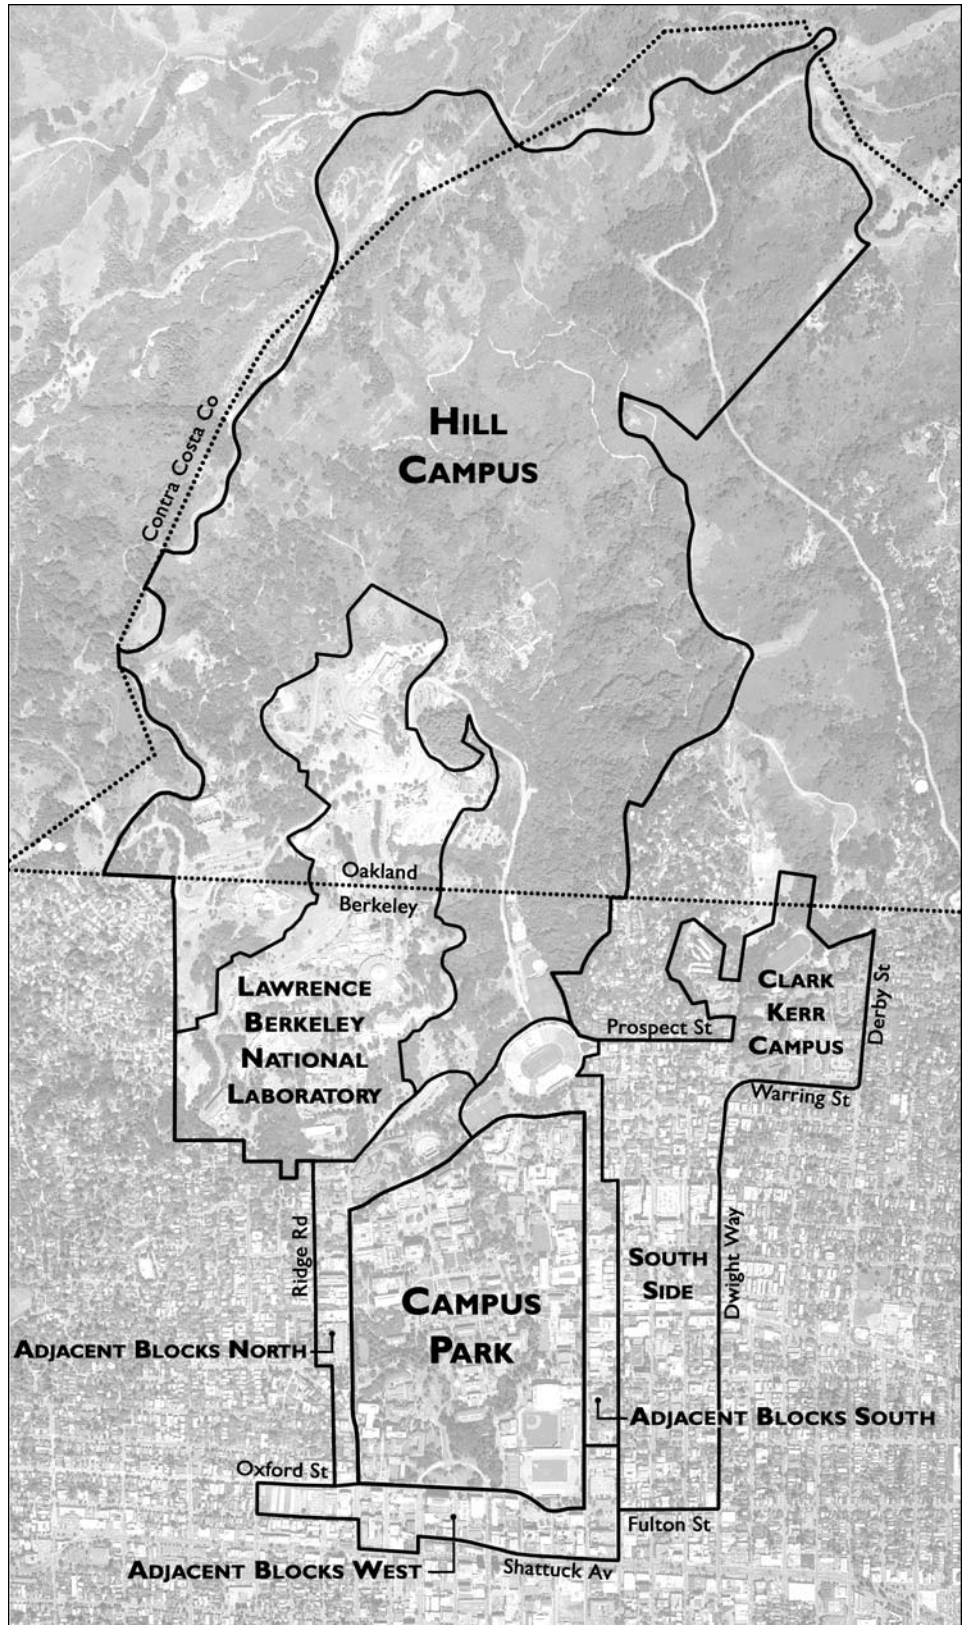 HILL
CAMPUS
Contra Costa Co
Oakland
Berkeley
LAWRENCE
BERKELEY
NATIONAL
LABORATORY
CLARK
KERR
CAMPUS
Derby St
Prospect St
Warring St
Ridge Rd
Dwight Way
SOUTH
SIDE
CAMPUS
PARK
ADJACENT BLOCKS NORTH
ADJACENT BLOCKS SOUTH
Oxford St
Fulton St
ADJACENT BLOCKS WEST
Shattuck Av